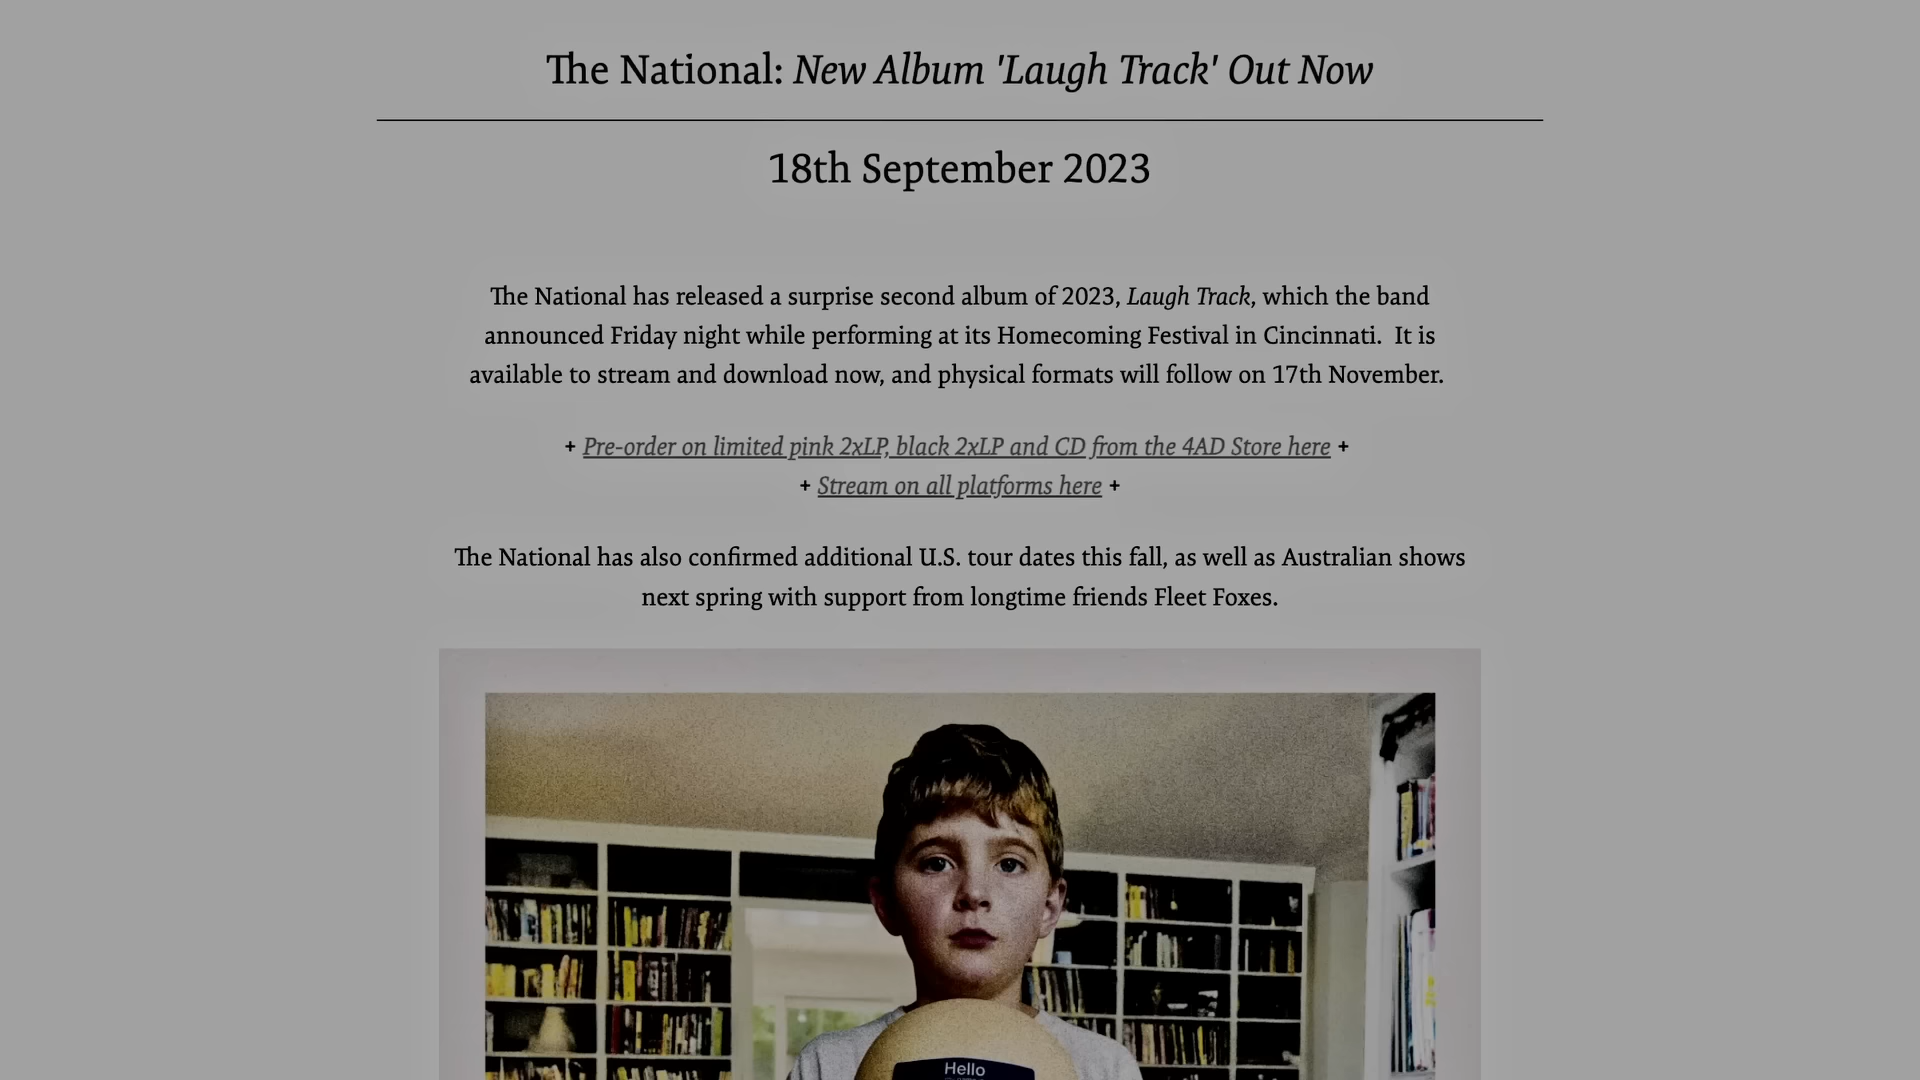 The National: New Album 'Laugh Track' Out Now
18th September 2023
The National has released a surprise second album of 2023, Laugh Track, which the band
announced Friday night while performing at its Homecoming Festival in Cincinnati.  It is
available to stream and download now, and physical formats will follow on 17th November.
+ Pre-order on limited pink 2xLP, black 2xLP and CD from the 4AD Store here +
+ Stream on all platforms here +
The National has also confirmed additional U.S. tour dates this fall, as well as Australian shows
next spring with support from longtime friends Fleet Foxes.
Hello